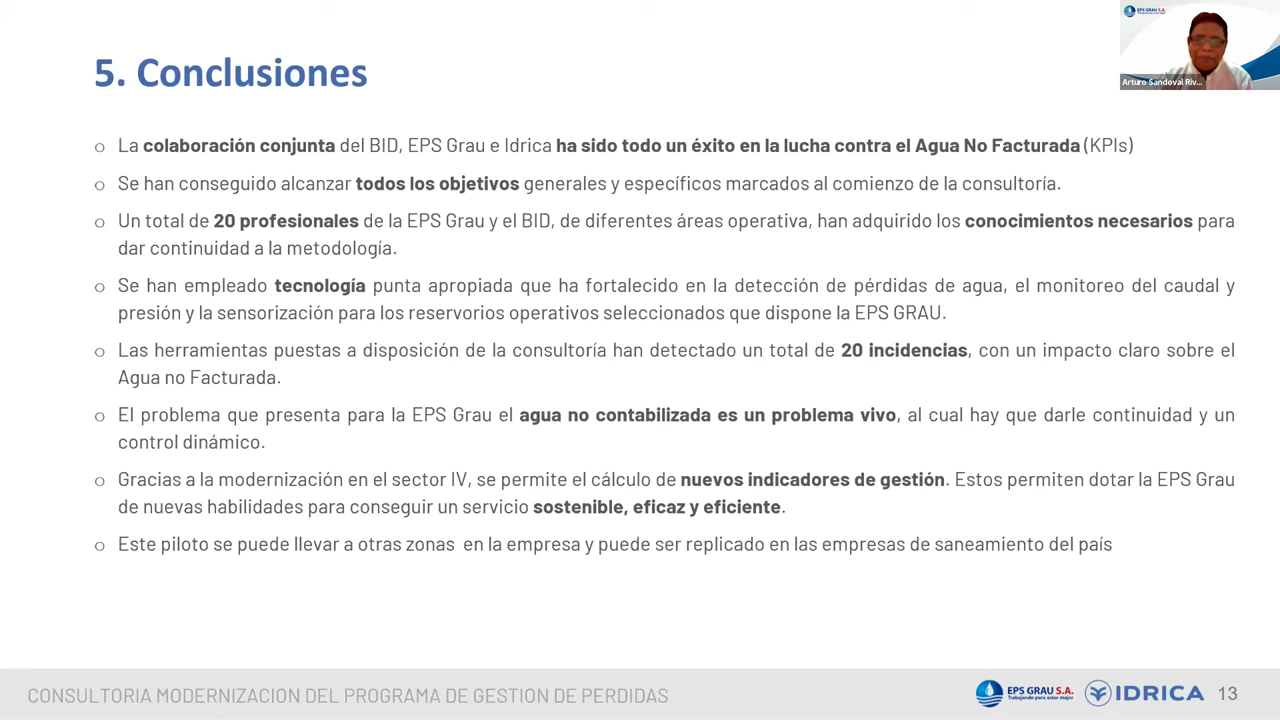 EPS GRAU S.A.
Arturo Sandoval Riv...
5. Conclusiones
o La colaboración conjunta del BID, EPS Grau e Idrica ha sido todo un éxito en la lucha contra el Agua No Facturada (KPIs)
o Se han conseguido alcanzar todos los objetivos generales y específicos marcados al comienzo de la consultoría.
o Un total de 20 profesionales de la EPS Grau y el BID, de diferentes áreas operativa, han adquirido los conocimientos necesarios para
dar continuidad a la metodología.
o Se han empleado tecnología punta apropiada que ha fortalecido en la detección de pérdidas de agua, el monitoreo del caudal y
presión y la sensorización para los reservorios operativos seleccionados que dispone la EPS GRAU.
o Las herramientas puestas a disposición de la consultoría han detectado un total de 20 incidencias, con un impacto claro sobre el
Agua no Facturada.
o El problema que presenta para la EPS Grau el agua no contabilizada es un problema vivo, al cual hay que darle continuidad y un
control dinámico.
o Gracias a la modernización en el sector IV, se permite el cálculo de nuevos indicadores de gestión. Estos permiten dotar la EPS Grau
de nuevas habilidades para conseguir un servicio sostenible, eficaz y eficiente.
o Este piloto se puede llevar a otras zonas en la empresa y puede ser replicado en las empresas de saneamiento del país
CONSULTORIA MODERNIZACION DEL PROGRAMA DE GESTION DE PERDIDAS
EPS GRAU S.A.
Trabajando para estar mejor
IDRICA
13